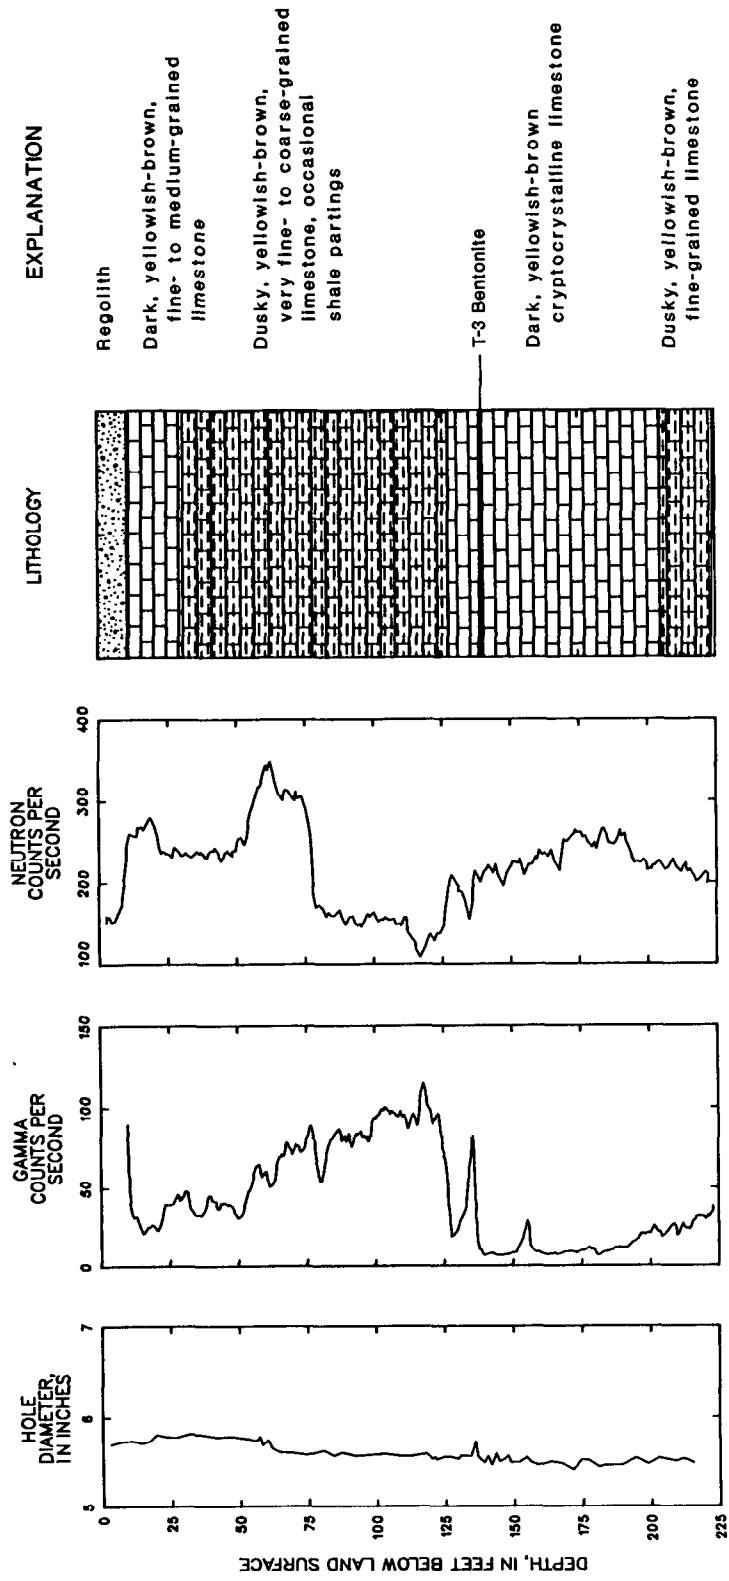 HOLE
DIAMETER,
IN INCHES
5
6
7
GAMMA
COUNTS PER
SECOND
0
50
100
150
NEUTRON
COUNTS PER
SECOND
100
200
300
400
LITHOLOGY
EXPLANATION
DEPTH, IN FEET BELOW LAND SURFACE
0
25
50
75
100
125
150
175
200
225
Regolith
Dark, yellowish-brown,
fine- to medium-grained
limestone
Dusky, yellowish-brown,
very fine- to coarse-grained
limestone, occasional
shale partings
T-3 Bentonite
Dark, yellowish-brown
cryptocrystalline limestone
Dusky, yellowish-brown,
fine-grained limestone